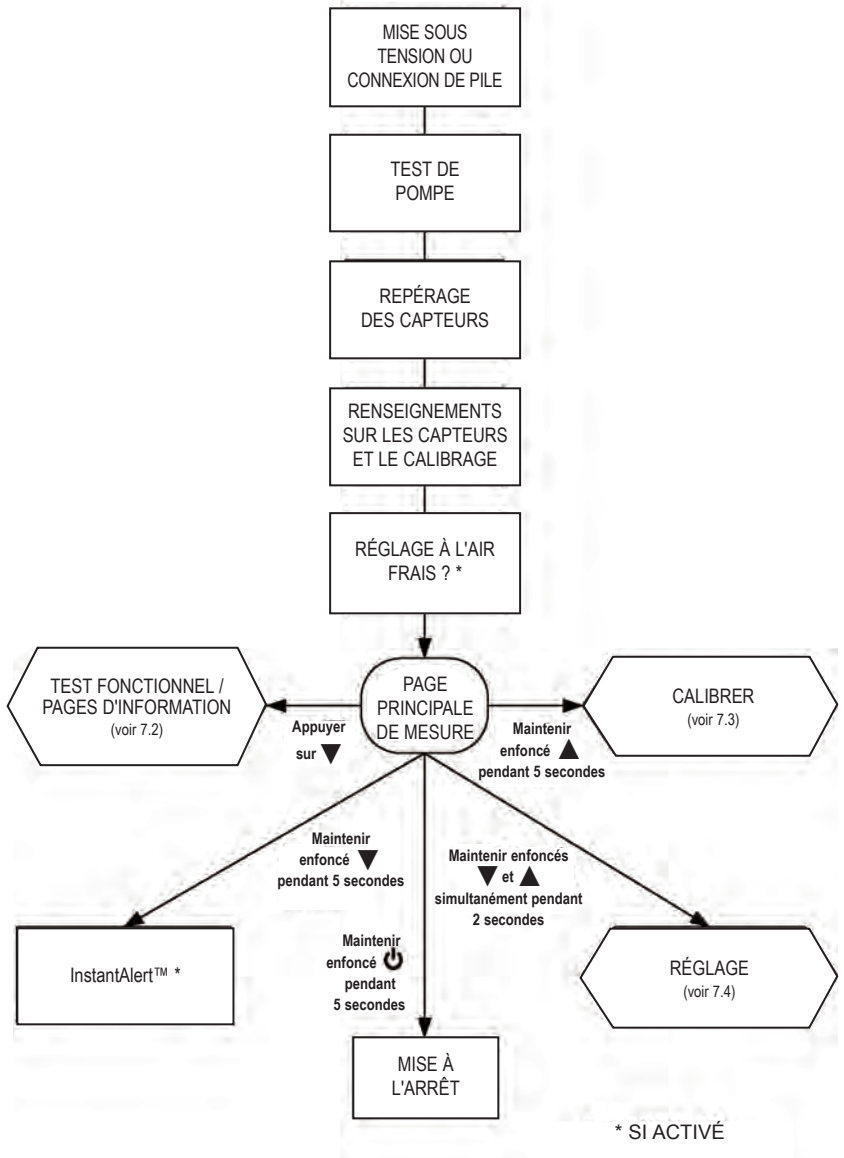 MISE SOUS
TENSION OU
CONNEXION DE PILE
TEST DE
POMPE
REPÉRAGE
DES CAPTEURS
RENSEIGNEMENTS
SUR LES CAPTEURS
ET LE CALIBRAGE
RÉGLAGE À L'AIR
FRAIS ? *
TEST FONCTIONNEL /
PAGES D'INFORMATION
(voir 7.2)
Appuyer
sur ▼
PAGE
PRINCIPALE
DE MESURE
Maintenir
enfoncé ▲
pendant 5 secondes
CALIBRER
(voir 7.3)
Maintenir
enfoncé ▼
pendant 5 secondes
Maintenir enfoncés
▼ et ▲
simultanément pendant
2 secondes
InstantAlert™ *
Maintenir
enfoncé ⏻
pendant
5 secondes
RÉGLAGE
(voir 7.4)
MISE À
L'ARRÊT
* SI ACTIVÉ